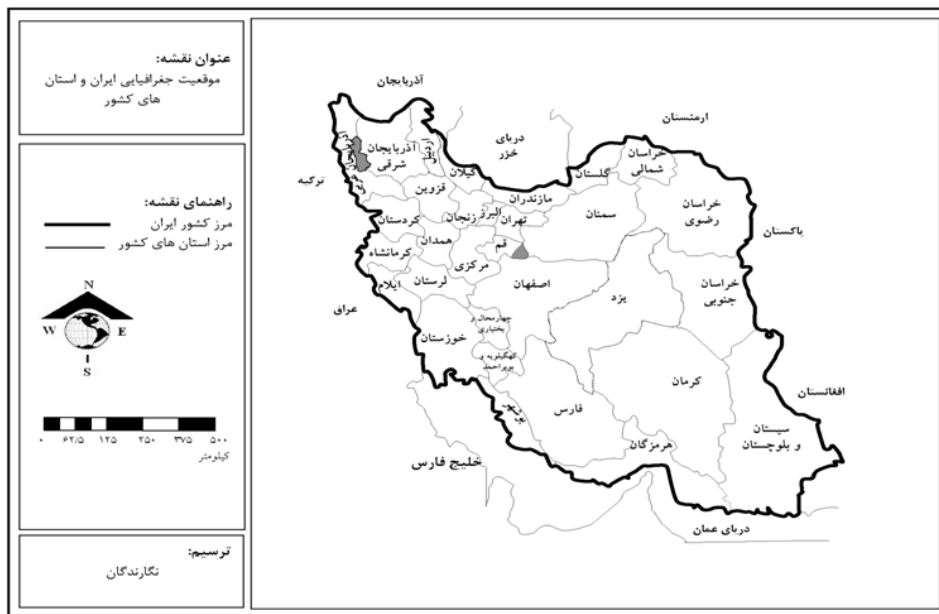 عنوان نقشه:
موقعیت جغرافیایی ایران و استان
های کشور
راهنمای نقشه:
مرز کشور ایران
مرز استان های کشور
N
W E
S
۰ ۶۲/۵ ۱۲۵ ۲۵۰ ۳۷۵ ۵۰۰
کیلومتر
ترسیم:
نگارندگان
آذربایجان
ارمنستان
دریای
خزر
ترکیه
آذربایجان غربی
آذربایجان
شرقی
اردبیل
گیلان
گلستان
خراسان
شمالی
مازندران
قزوین
خراسان
رضوی
سمنان
البرز
تهران
زنجان
کردستان
پاکستان
همدان
قم
کرمانشاه
مرکزی
لرستان
ایلام
اصفهان
خراسان
جنوبی
یزد
عراق
چهارمحال و
بختیاری
خوزستان
کهگیلویه و
بویراحمد
کرمان
افغانستان
فارس
بوشهر
سیستان
و بلوچستان
هرمزگان
خلیج فارس
دریای عمان